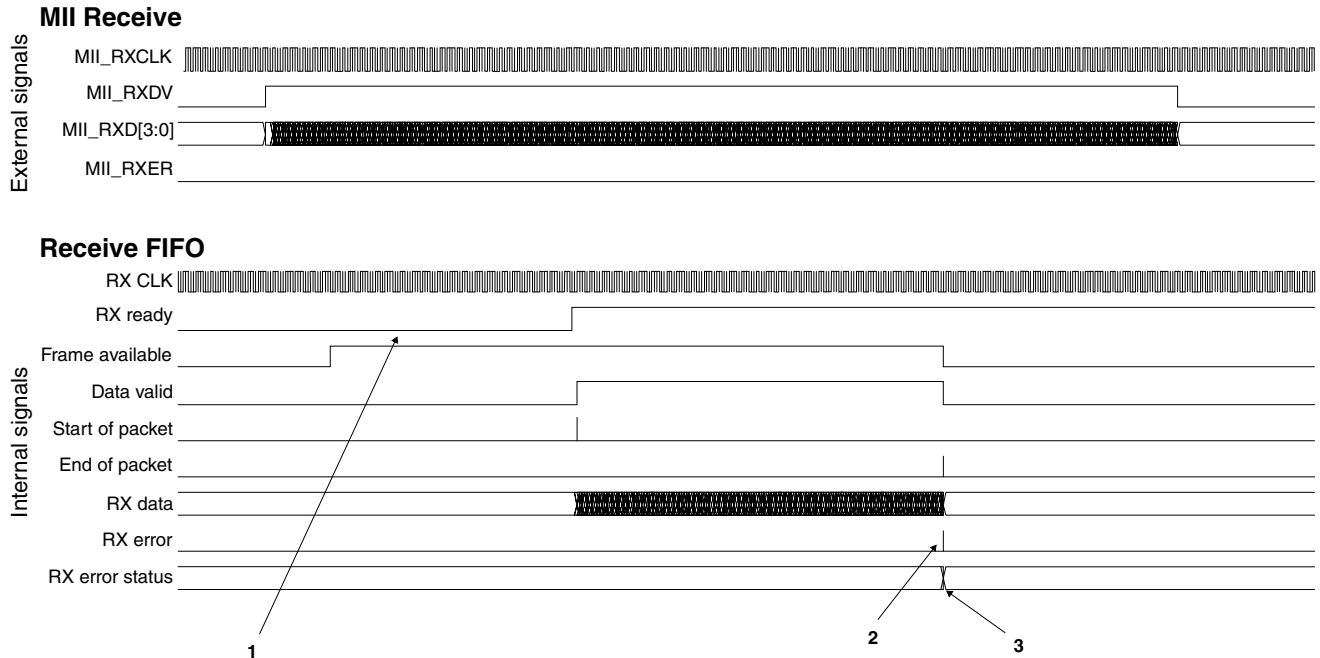 MII Receive
External signals
MII_RXCLK
MII_RXDV
MII_RXD[3:0]
MII_RXER
Receive FIFO
Internal signals
RX CLK
RX ready
Frame available
Data valid
Start of packet
End of packet
RX data
RX error
RX error status
1
2
3